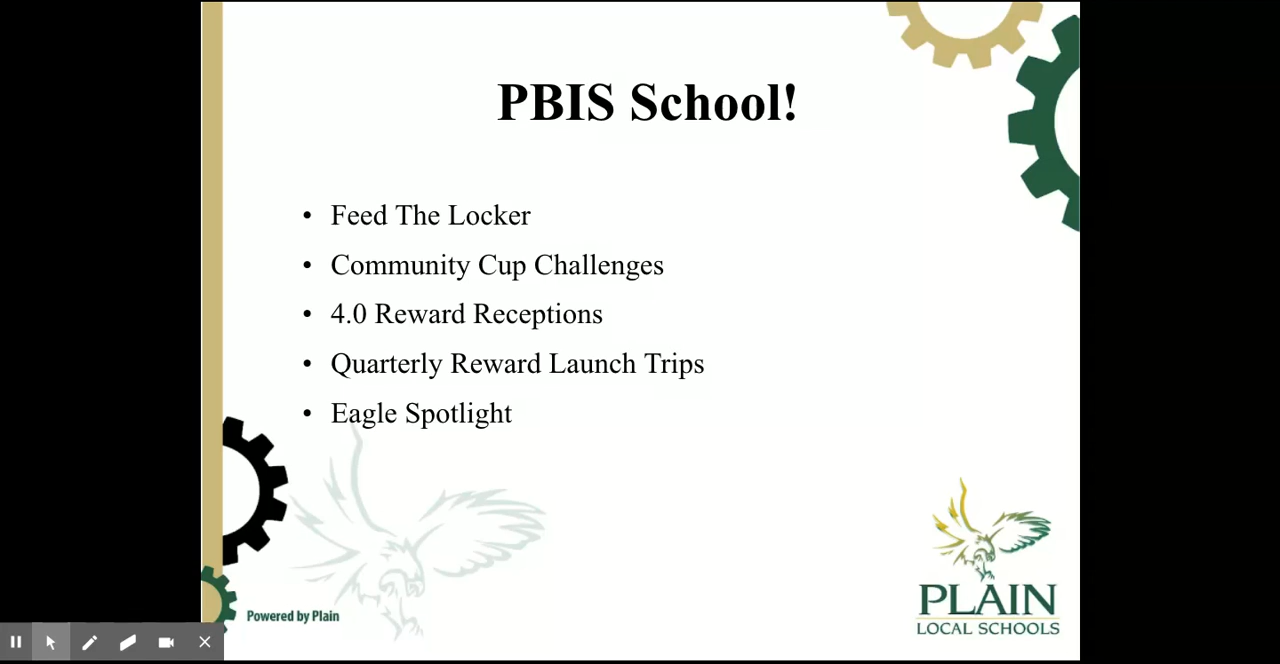 PBIS School!
• Feed The Locker
• Community Cup Challenges
• 4.0 Reward Receptions
• Quarterly Reward Launch Trips
• Eagle Spotlight
Powered by Plain
PLAIN
LOCAL SCHOOLS